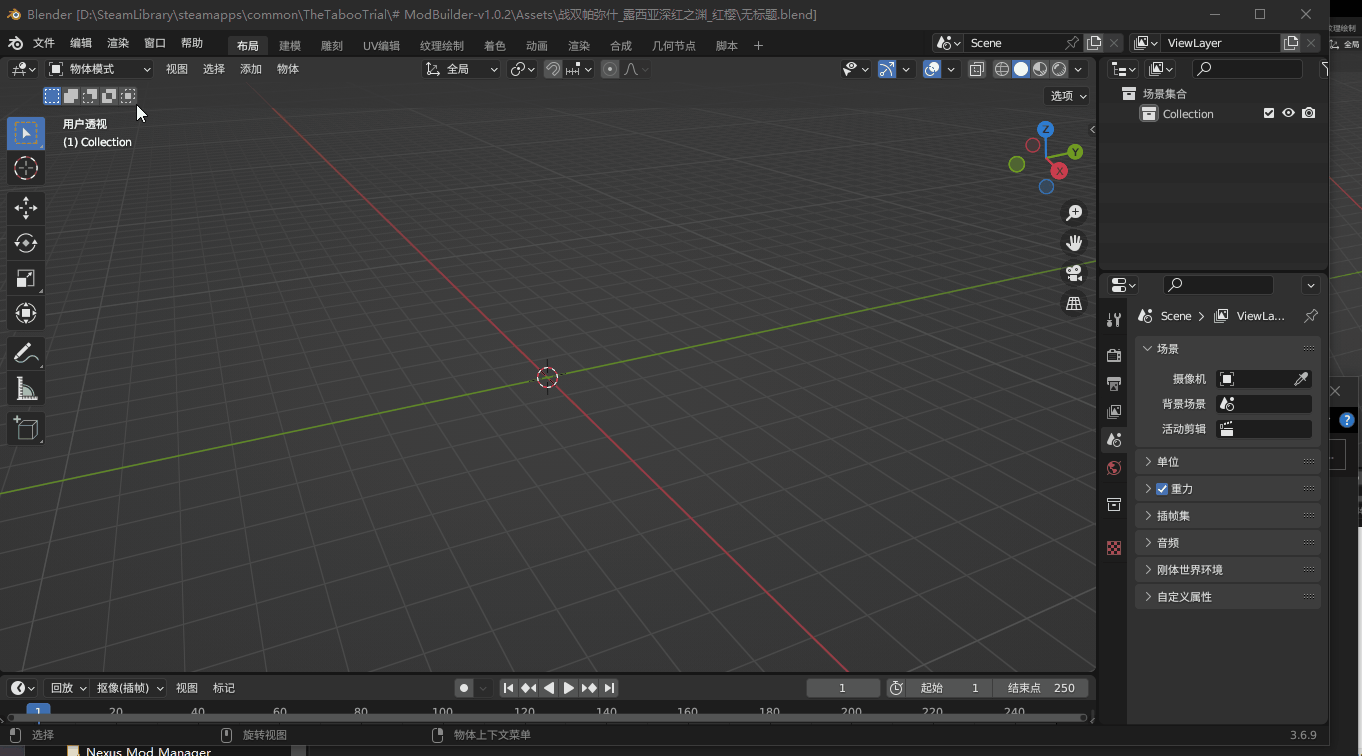 Blender [D:\SteamLibrary\steamapps\common\TheTabooTrial\# ModBuilder-v1.0.2\Assets\战双帕弥什_露西亚深红之渊_红樱\无标题.blend]
文件 编辑 渲染 窗口 帮助 布局 建模 雕刻 UV编辑 纹理绘制 着色 动画 渲染 合成 几何节点 脚本 + Scene ViewLayer
物体模式 视图 选择 添加 物体 全局
选项
用户透视
(1) Collection
Z
Y
X
场景集合
Collection
Scene ViewLa...
场景
摄像机
背景场景
活动剪辑
单位
重力
插帧集
音频
刚体世界环境
自定义属性
回放 抠像(插帧) 视图 标记 1 起始 1 结束点 250
1 20 40 60 80 100 120 140 160 180 200 220 240
选择 旋转视图 物体上下文菜单 3.6.9
Nexus Mod Manager
纹理绘制
全局
?